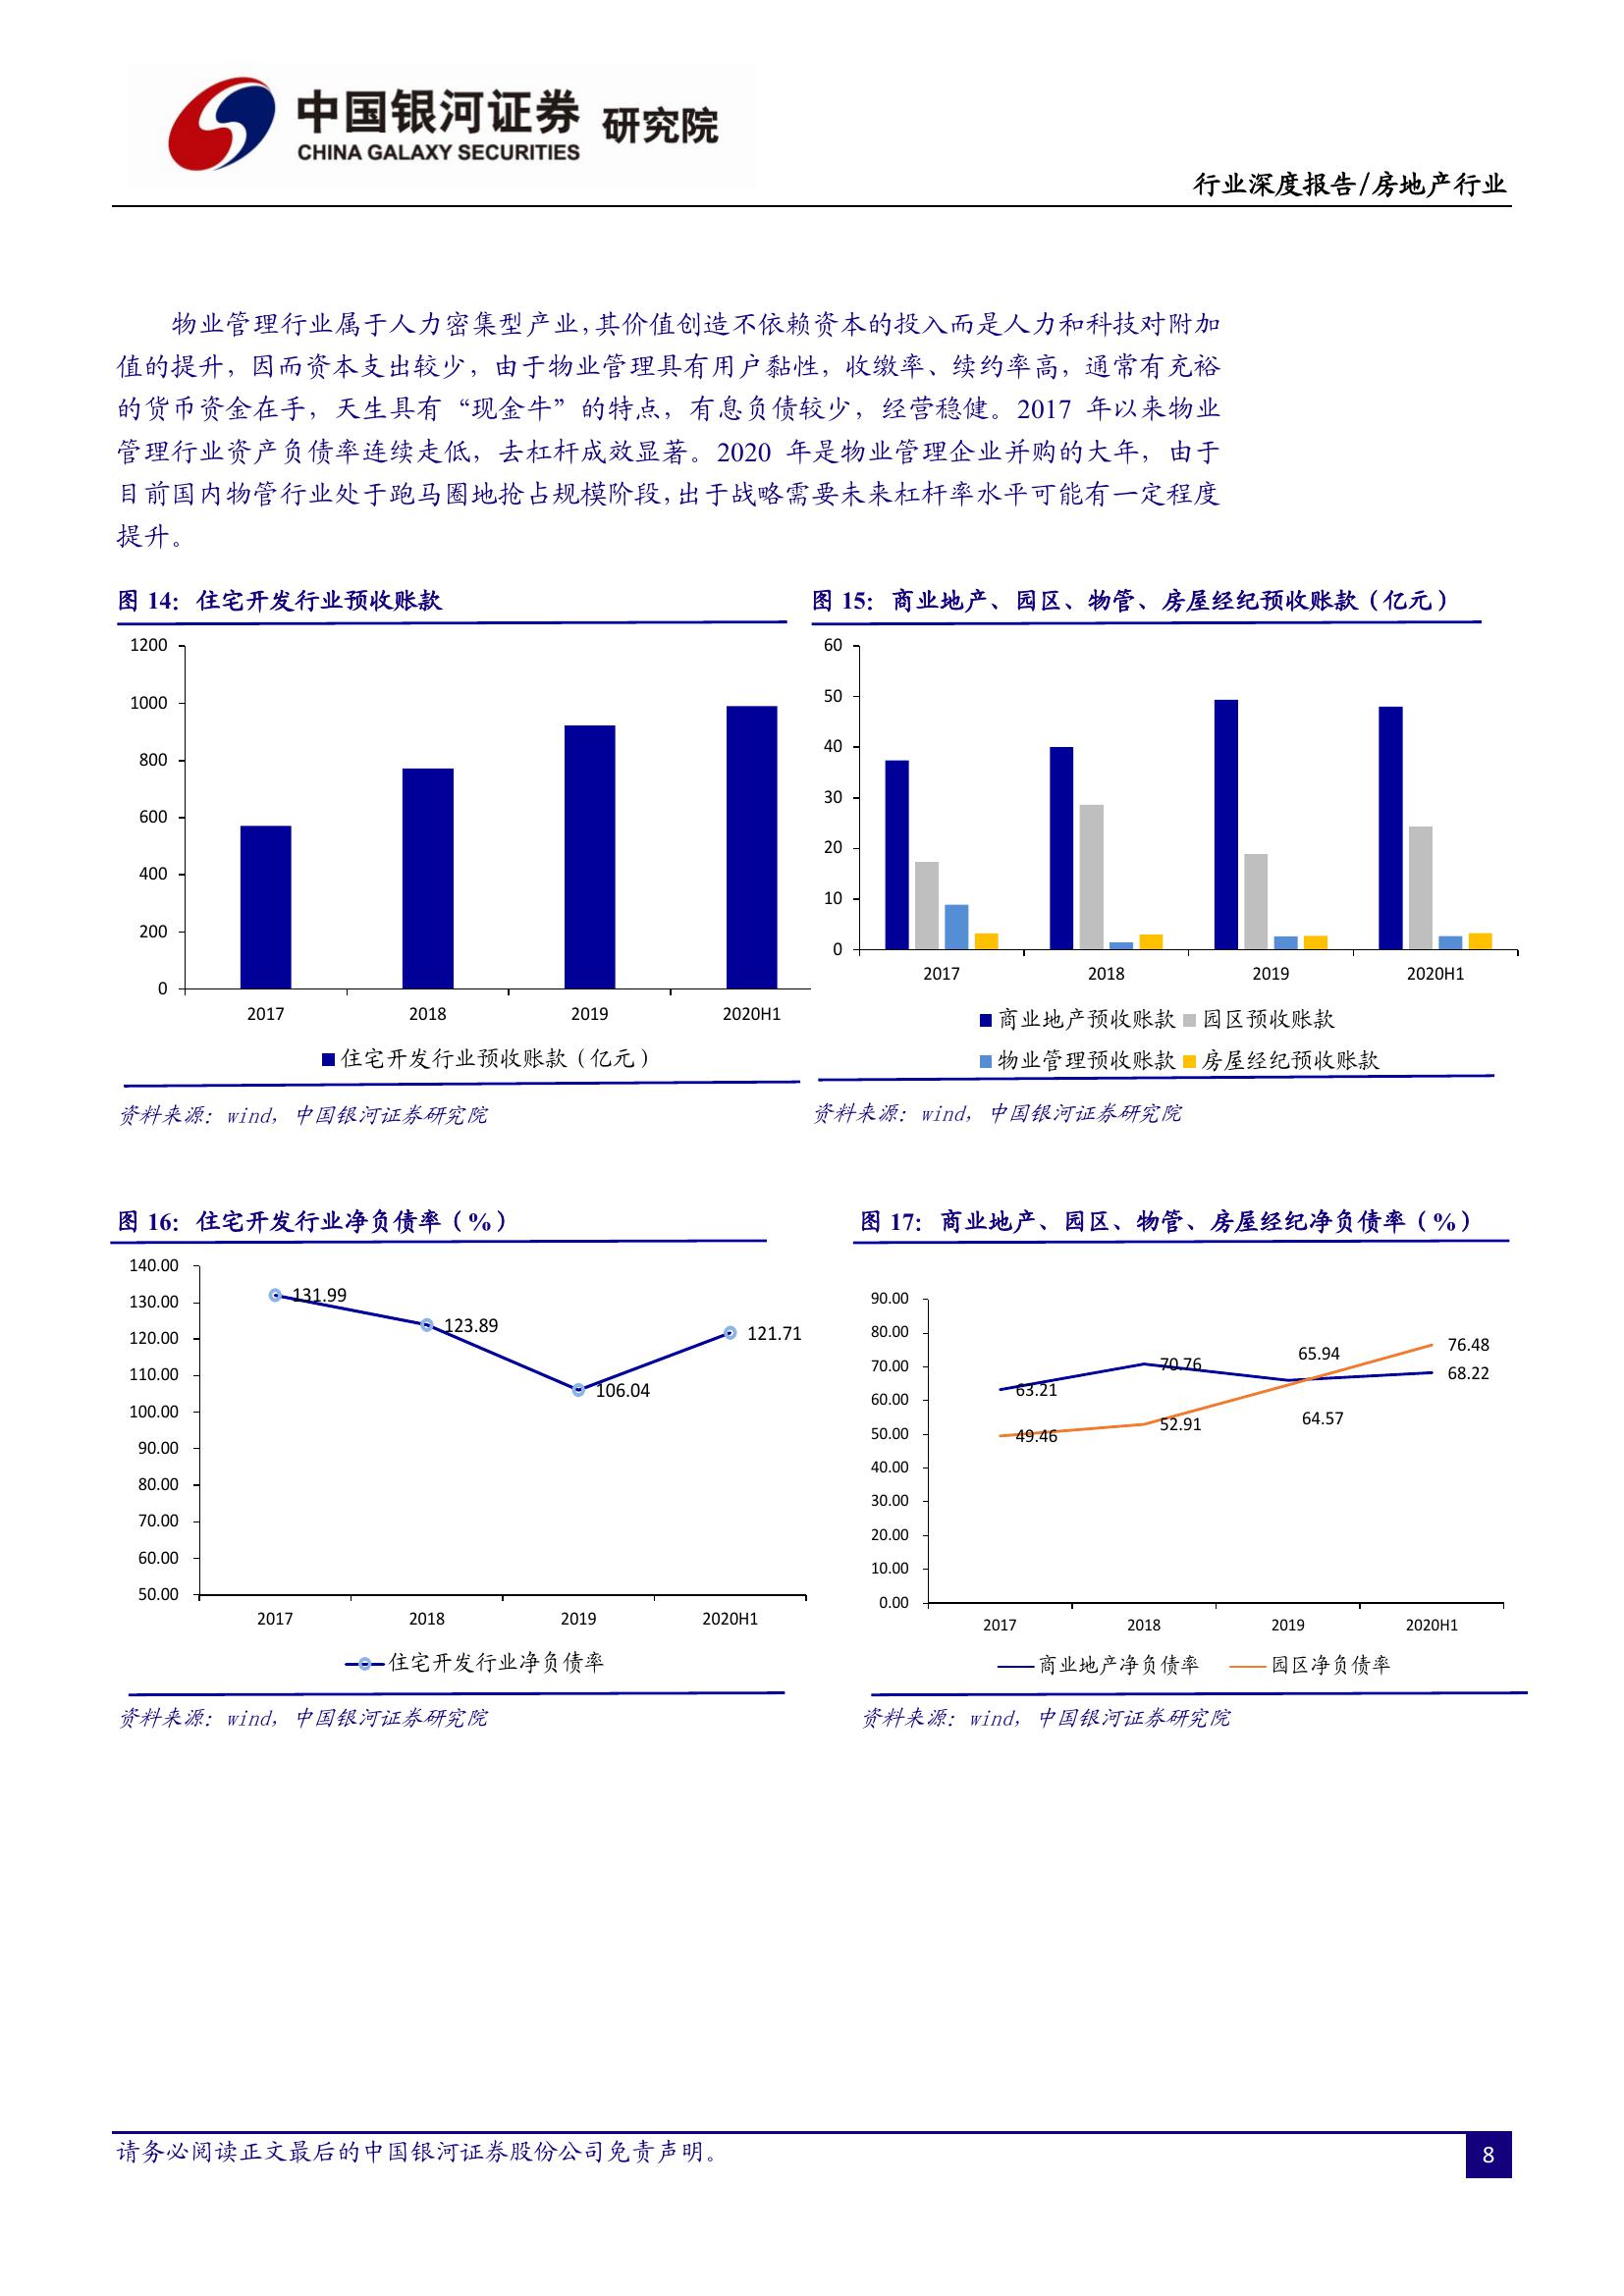 中国银河证券 研究院
CHINA GALAXY SECURITIES
行业深度报告/房地产行业
物业管理行业属于人力密集型产业，其价值创造不依赖资本的投入而是人力和科技对附加
值的提升，因而资本支出较少，由于物业管理具有用户黏性，收缴率、续约率高，通常有充裕
的货币资金在手，天生具有“现金牛”的特点，有息负债较少，经营稳健。2017 年以来物业
管理行业资产负债率连续走低，去杠杆成效显著。2020 年是物业管理企业并购的大年，由于
目前国内物管行业处于跑马圈地抢占规模阶段，出于战略需要未来杠杆率水平可能有一定程度
提升。
图 14：住宅开发行业预收账款
1200
1000
800
600
400
200
0
2017 2018 2019 2020H1
住宅开发行业预收账款（亿元）
资料来源：wind，中国银河证券研究院
图 15：商业地产、园区、物管、房屋经纪预收账款（亿元）
60
50
40
30
20
10
0
2017 2018 2019 2020H1
商业地产预收账款 园区预收账款
物业管理预收账款 房屋经纪预收账款
资料来源：wind，中国银河证券研究院
图 16：住宅开发行业净负债率（%）
140.00
130.00
120.00
110.00
100.00
90.00
80.00
70.00
60.00
50.00
131.99
123.89
106.04
121.71
2017 2018 2019 2020H1
住宅开发行业净负债率
资料来源：wind，中国银河证券研究院
图 17：商业地产、园区、物管、房屋经纪净负债率（%）
90.00
80.00
70.00
60.00
50.00
40.00
30.00
20.00
10.00
0.00
63.21
70.76
65.94
68.22
49.46
52.91
64.57
76.48
2017 2018 2019 2020H1
商业地产净负债率 园区净负债率
资料来源：wind，中国银河证券研究院
请务必阅读正文最后的中国银河证券股份公司免责声明。
8